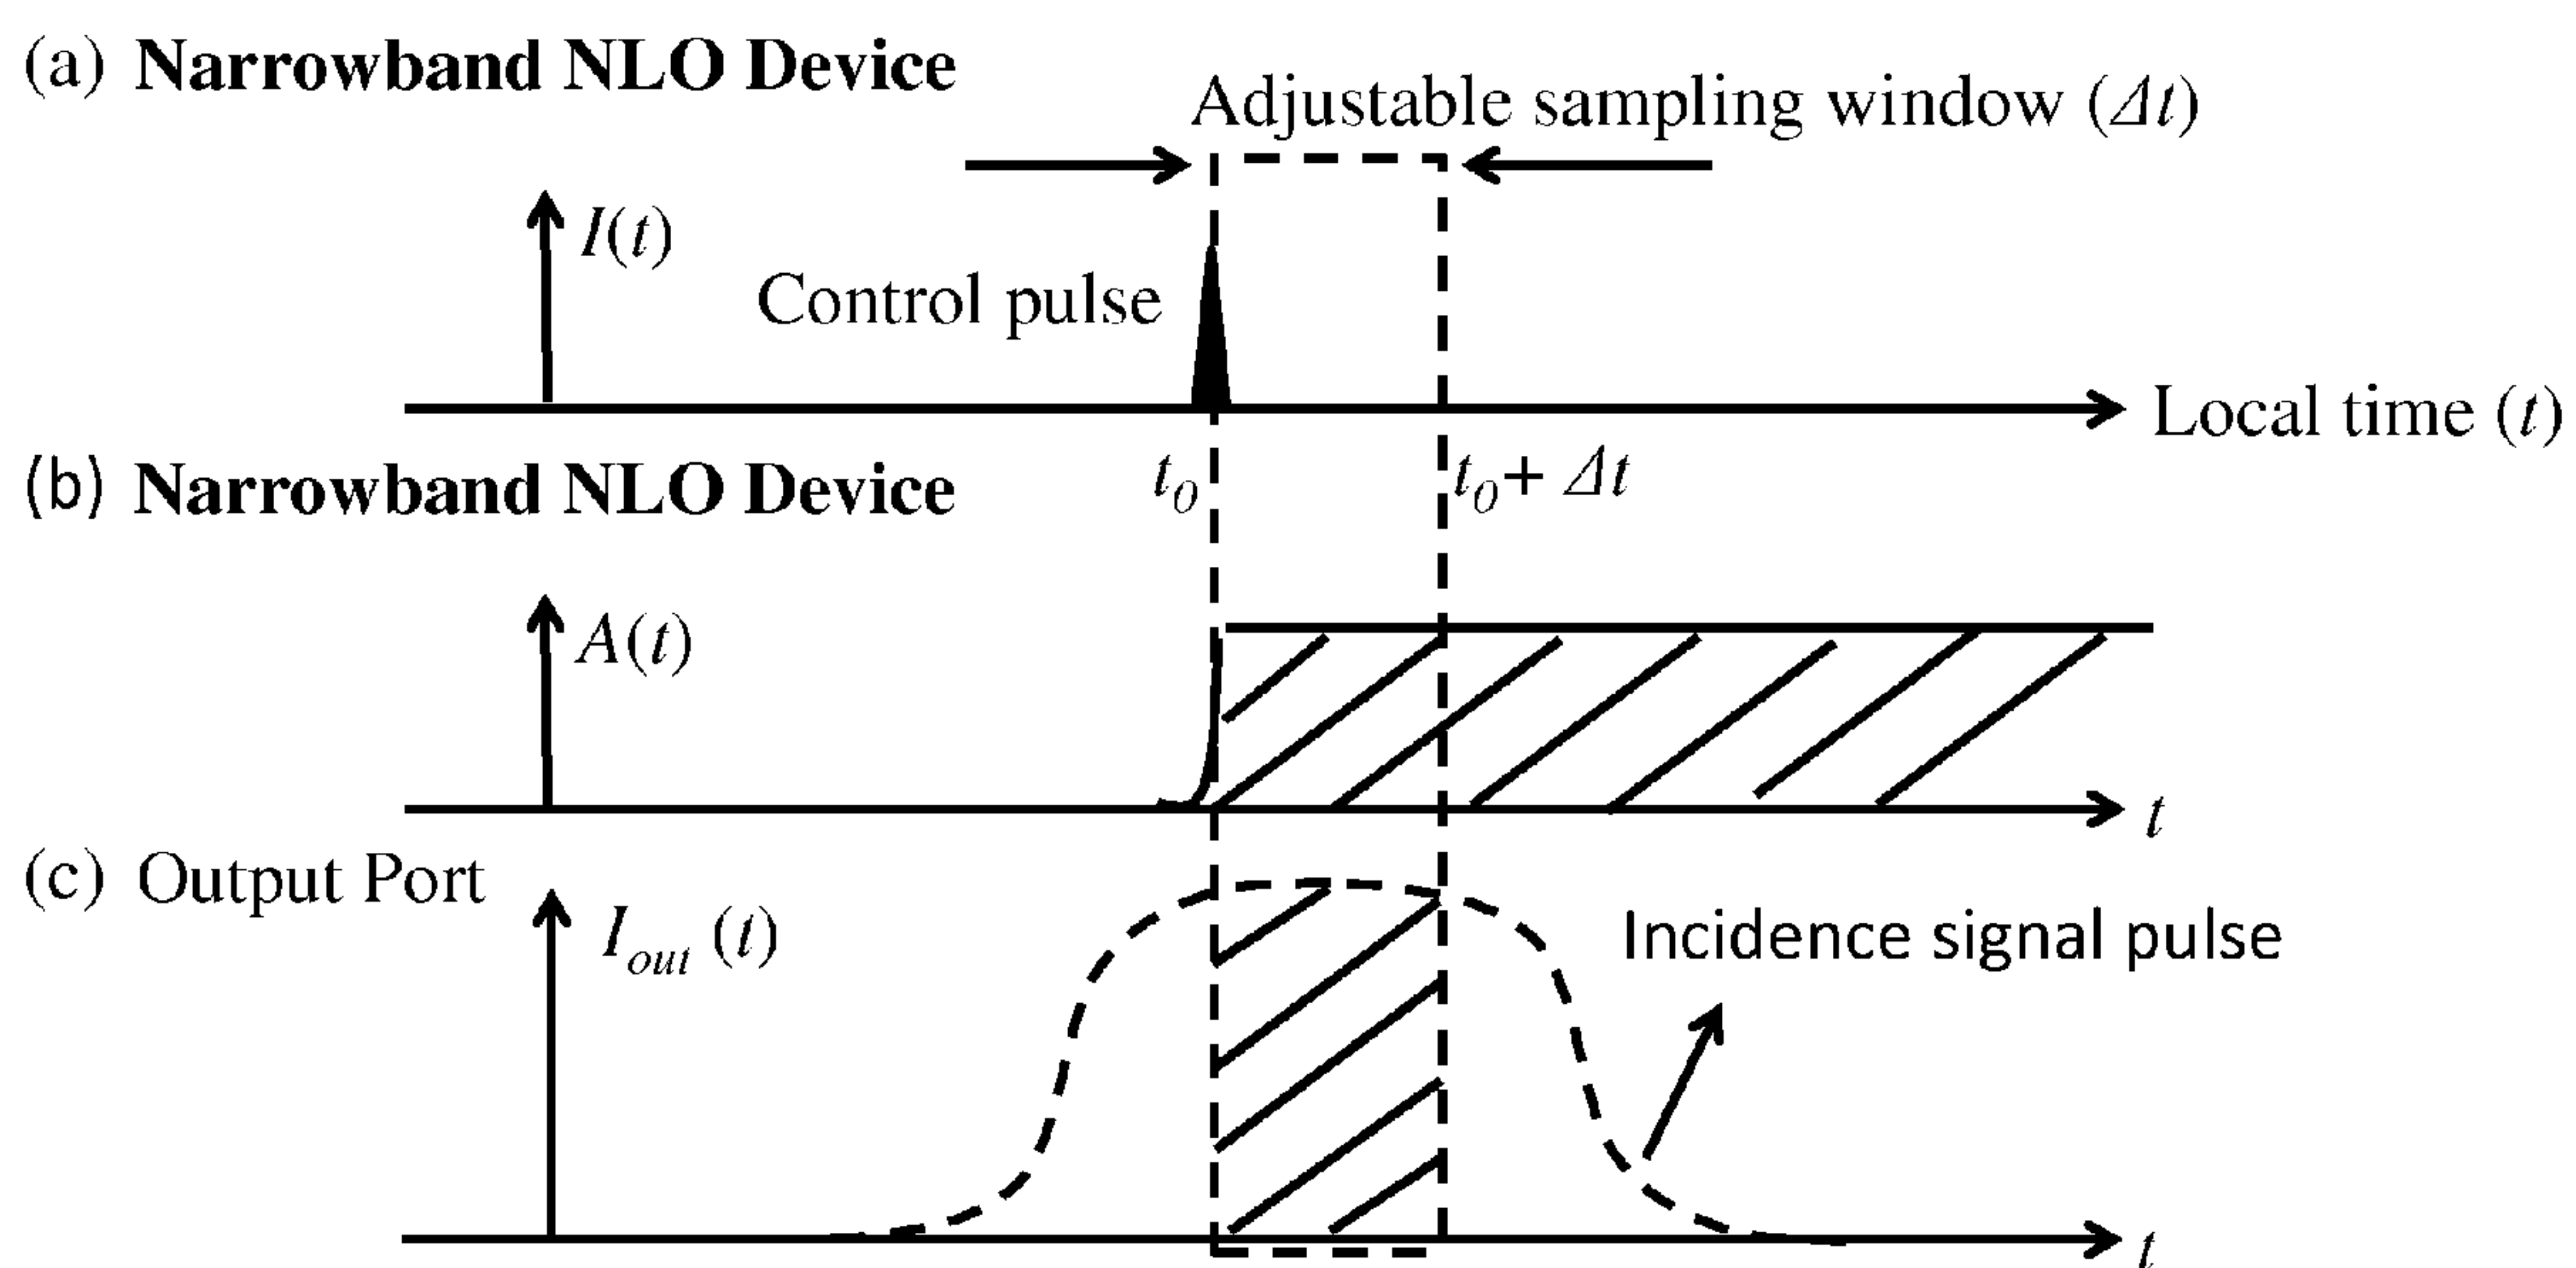 (a) Narrowband NLO Device
Adjustable sampling window (Δt)
I(t)
Control pulse
Local time (t)
t0
t0 + Δt
(b) Narrowband NLO Device
A(t)
t
(c) Output Port
Iout (t)
Incidence signal pulse
t